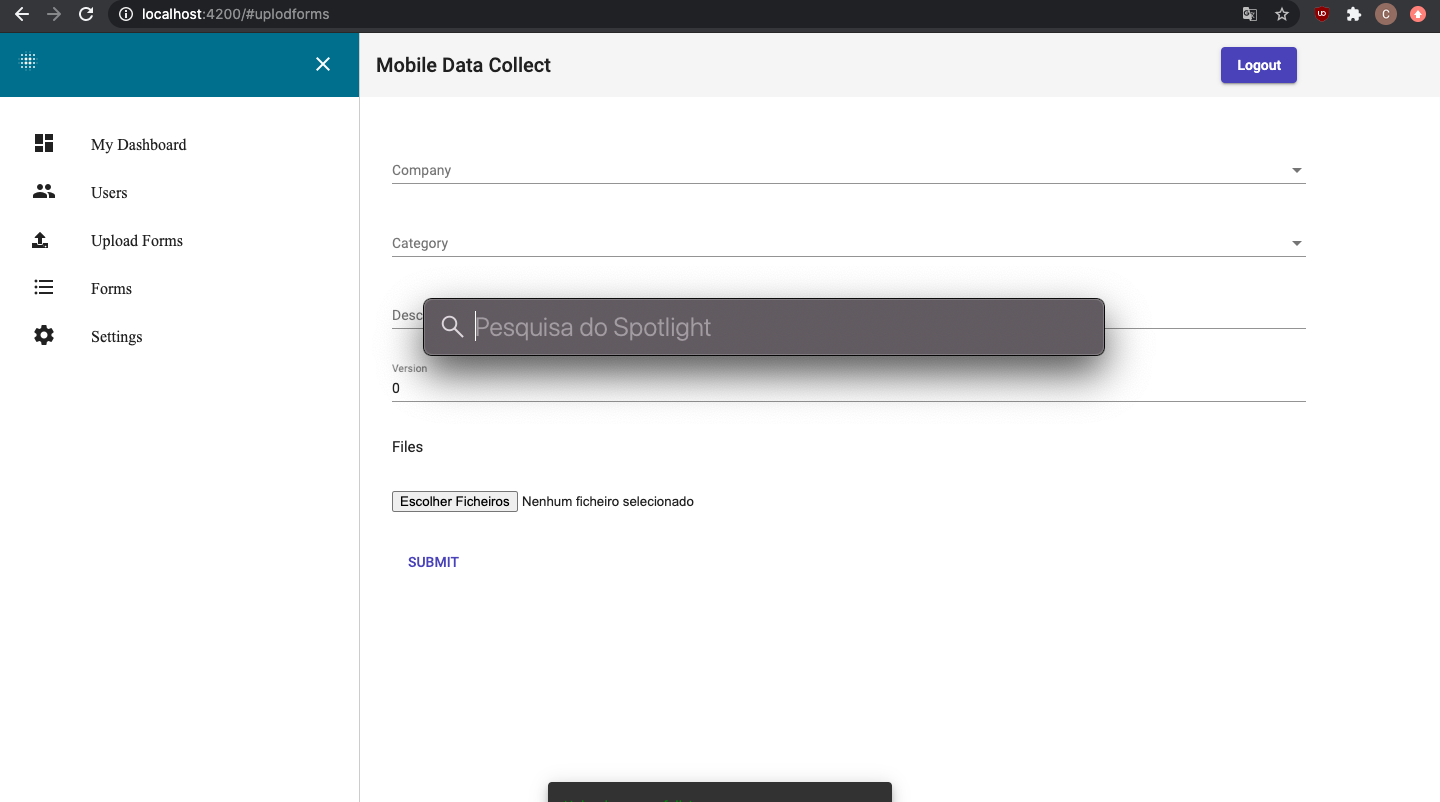 localhost:4200/#uplodforms
C
Mobile Data Collect
Logout
My Dashboard
Users
Upload Forms
Forms
Settings
Company
Category
Desc
Pesquisa do Spotlight
Version
0
Files
Escolher Ficheiros Nenhum ficheiro selecionado
SUBMIT